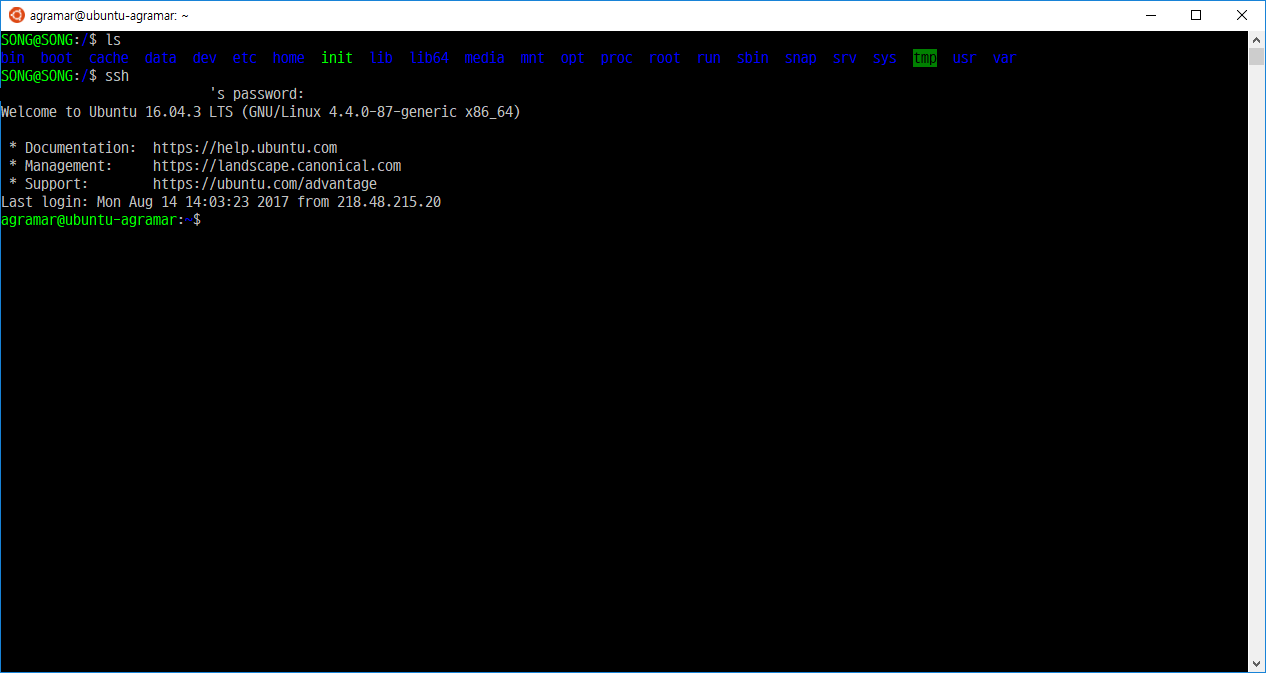 agramar@ubuntu-agramar: ~
SONG@SONG:/$ ls
bin  boot  cache  data  dev  etc  home  init  lib  lib64  media  mnt  opt  proc  root  run  sbin  snap  srv  sys  tmp  usr  var
SONG@SONG:/$ ssh
's password:
Welcome to Ubuntu 16.04.3 LTS (GNU/Linux 4.4.0-87-generic x86_64)
* Documentation:  https://help.ubuntu.com
* Management:     https://landscape.canonical.com
* Support:        https://ubuntu.com/advantage
Last login: Mon Aug 14 14:03:23 2017 from 218.48.215.20
agramar@ubuntu-agramar:~$